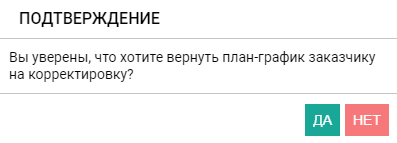 ПОДТВЕРЖДЕНИЕ
Вы уверены, что хотите вернуть план-график заказчику
на корректировку?
ДА НЕТ